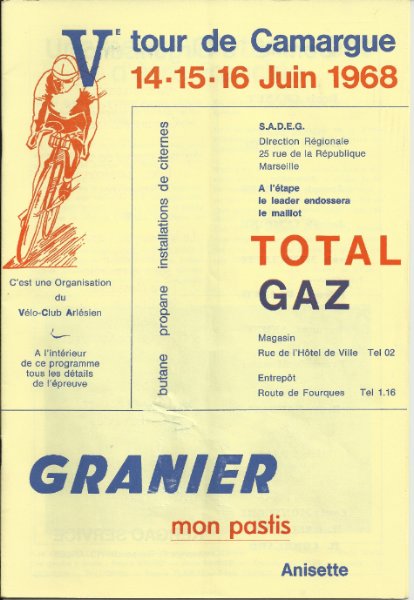 Ve tour de Camargue
14·15·16 Juin 1968
S.A.D.E.G.
Direction Régionale
25 rue de la République
Marseille
A l'étape
le leader endossera
le maillot
TOTAL
GAZ
Magasin
Rue de l'Hôtel de Ville Tel 02
Entrepôt
Route de Fourques Tel 1.16
butane propane installations de citernes
C'est une Organisation
du
Vélo-Club Arlésien
A l'intérieur
de ce programme
tous les détails
de l'épreuve
GRANIER
mon pastis
Anisette